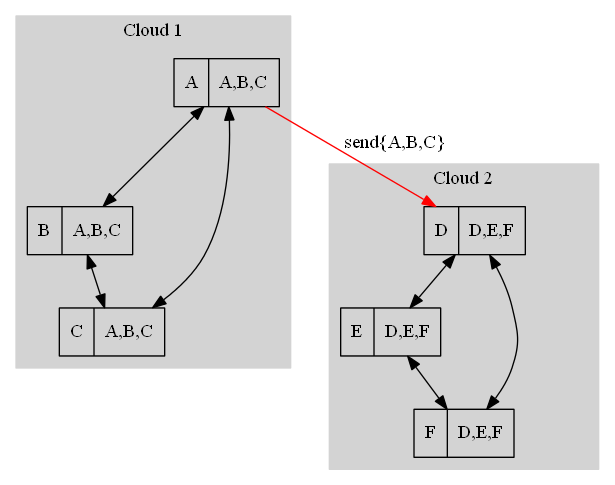 Cloud 1
A A,B,C
send{A,B,C}
Cloud 2
B A,B,C
D D,E,F
C A,B,C
E D,E,F
F D,E,F